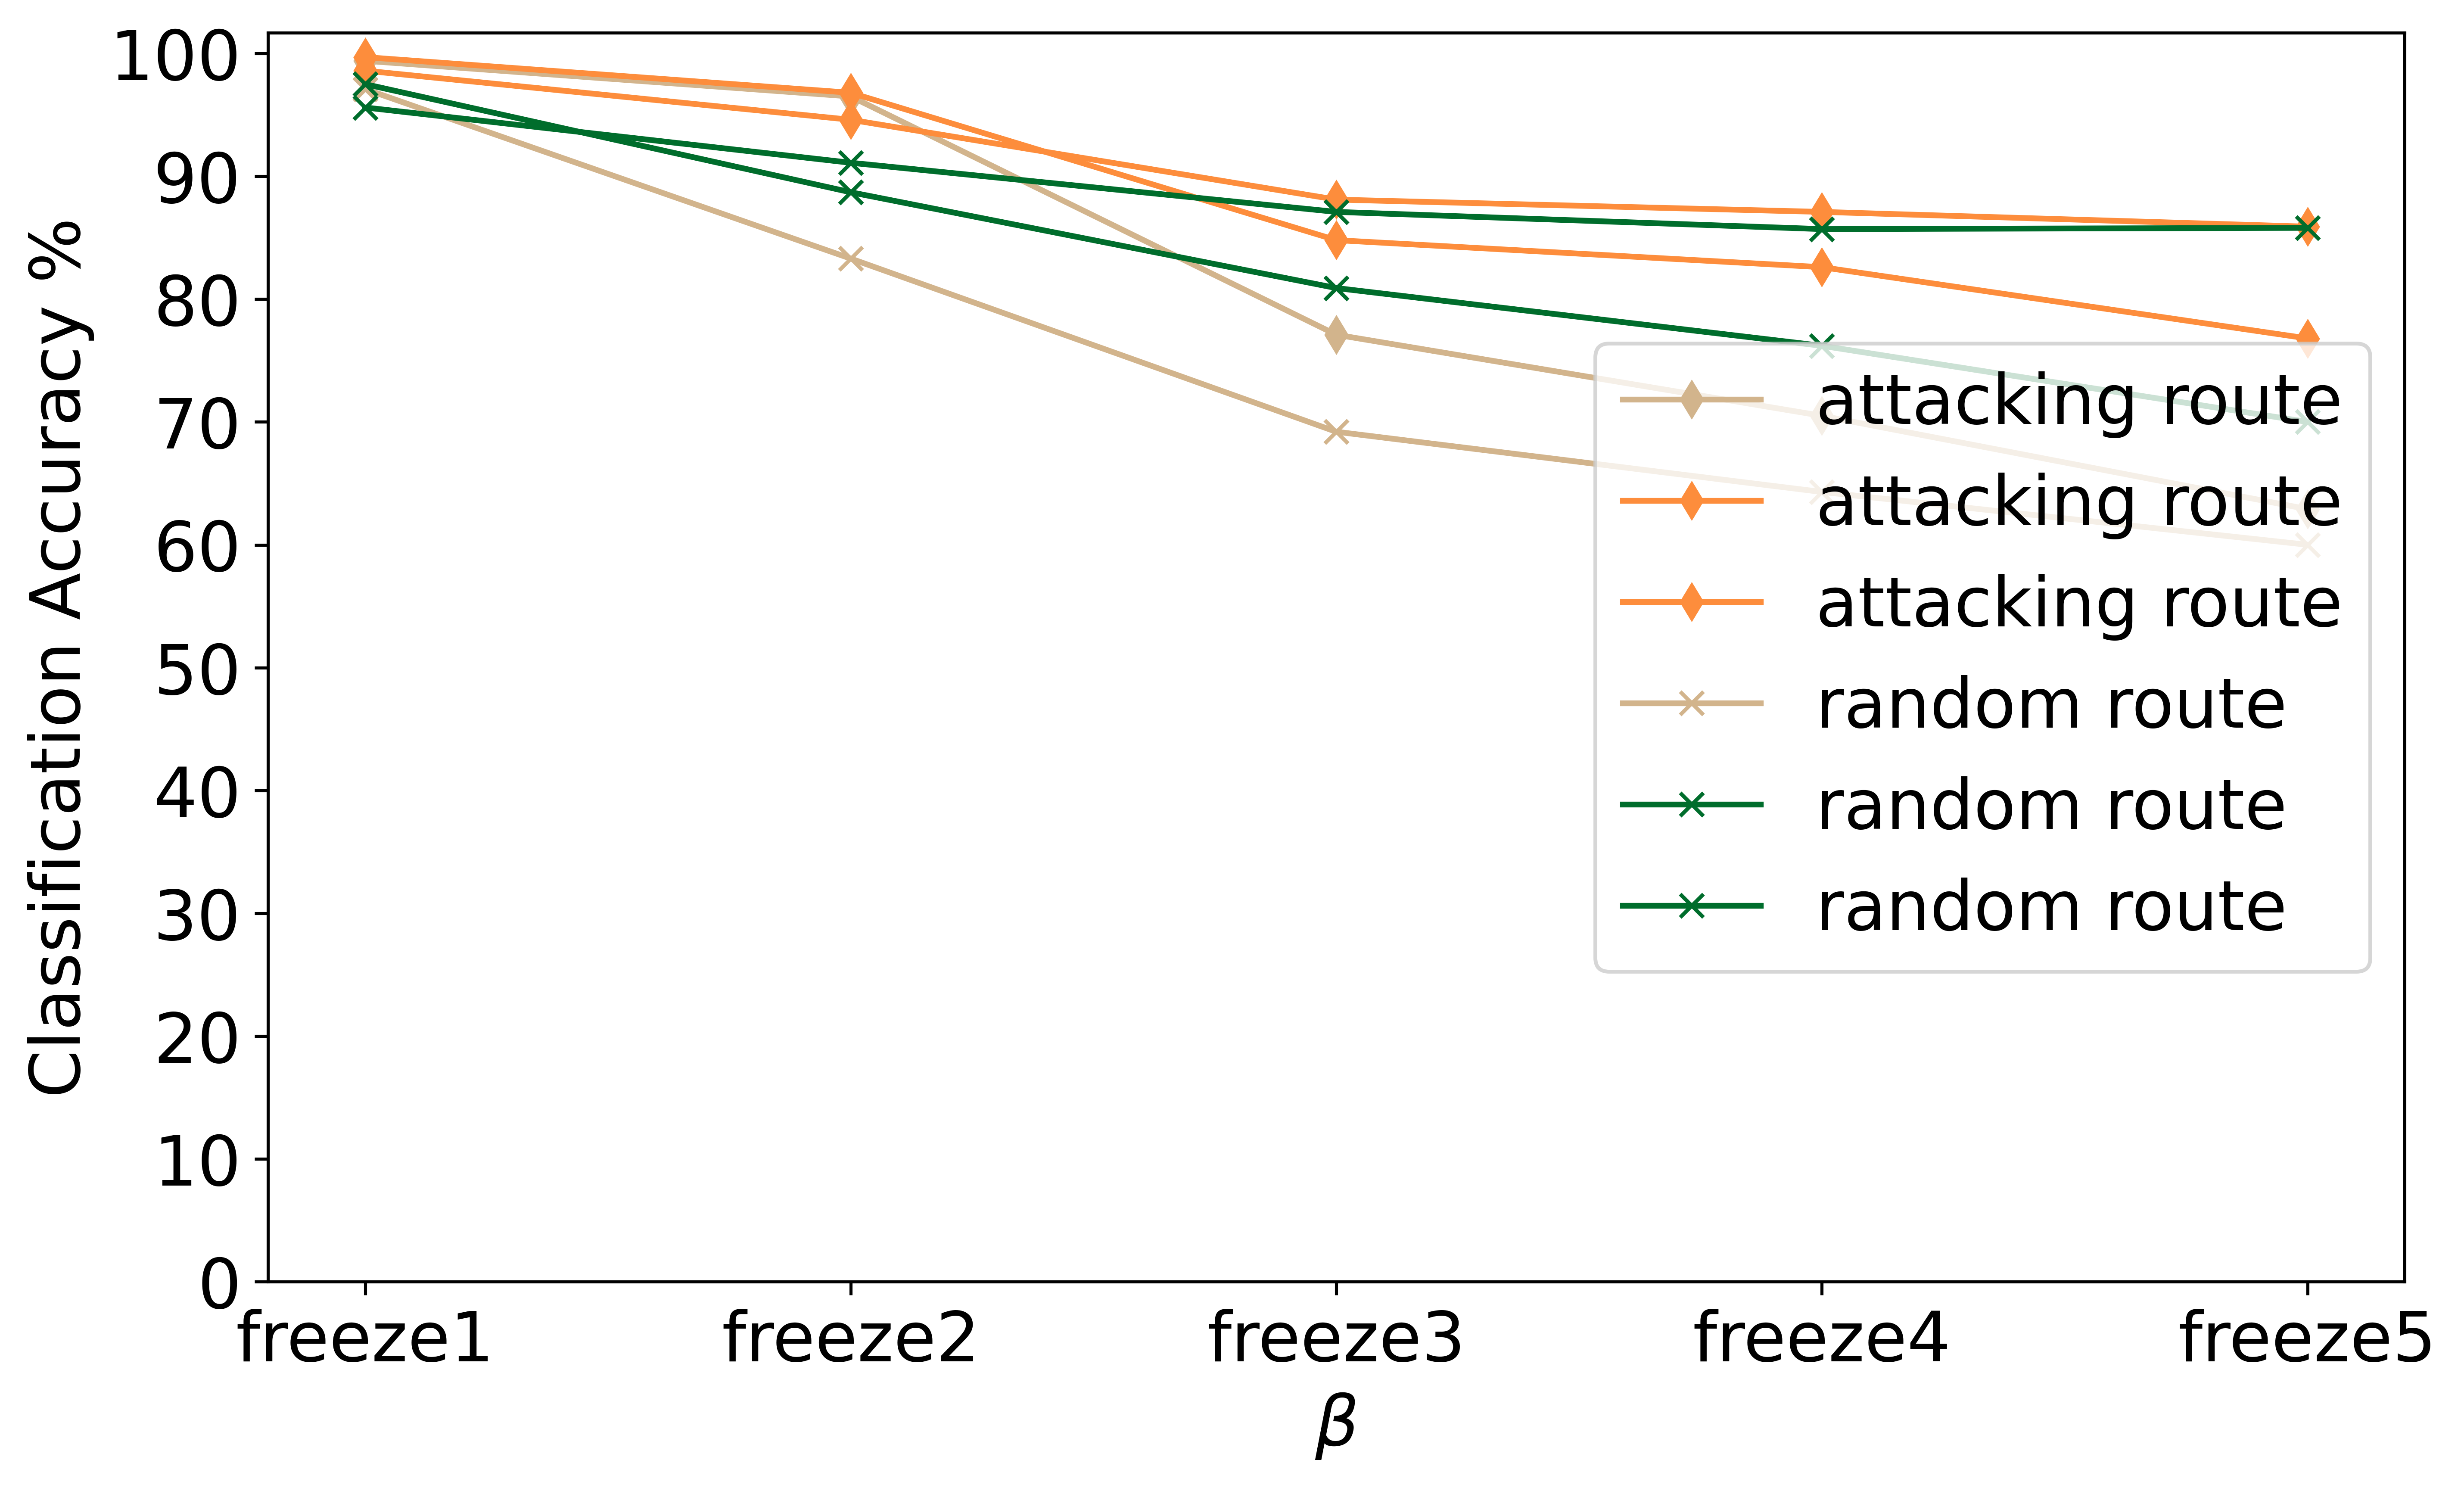 Classification Accuracy %
100
90
80
70
60
50
40
30
20
10
0
attacking route
attacking route
attacking route
random route
random route
random route
freeze1 freeze2 freeze3 freeze4 freeze5
β